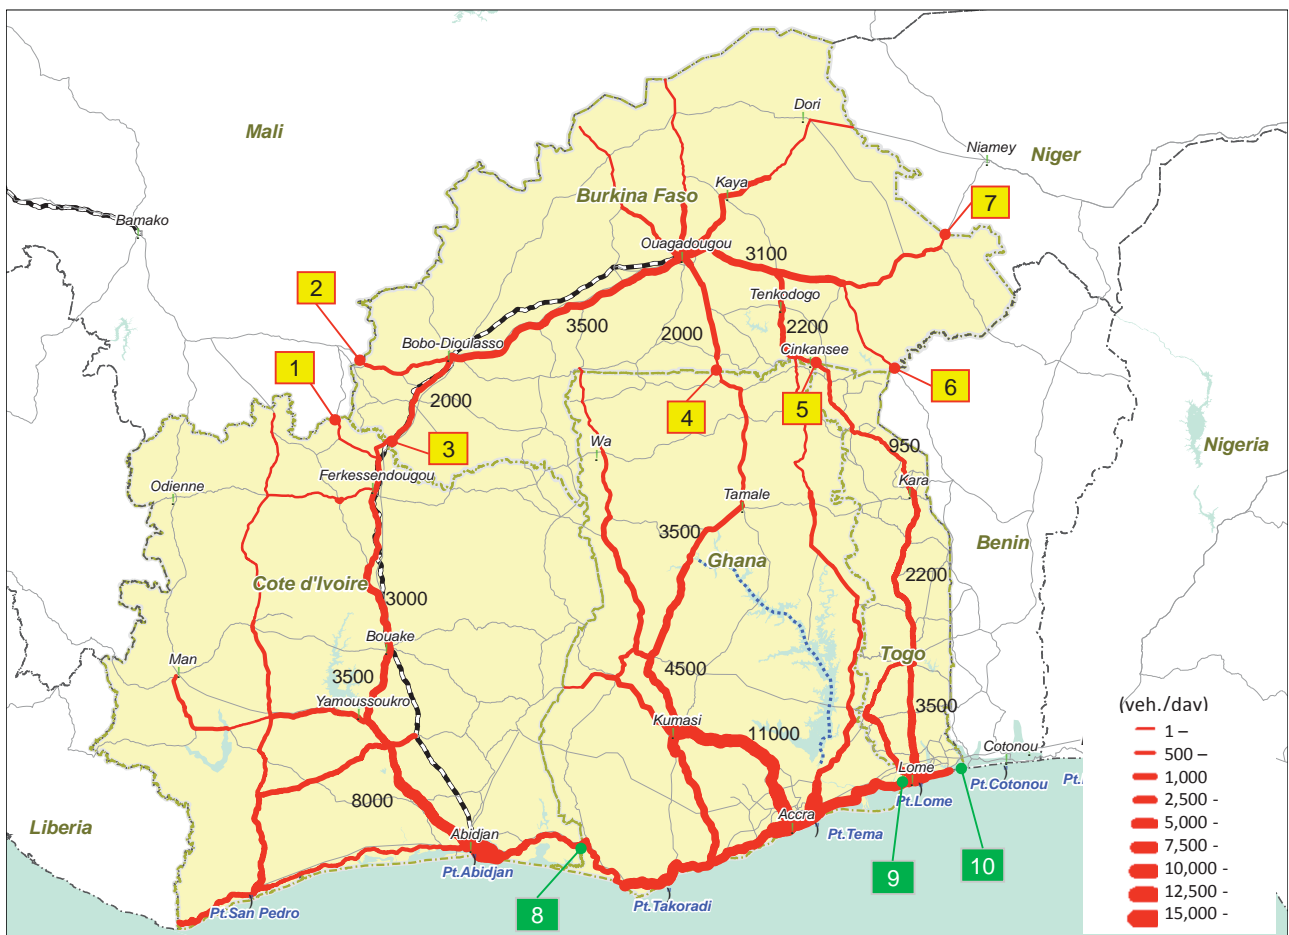 Dori
Mali
Niamey
Niger
Kaya
Burkina Faso
7
Bamako
Ouagadougou
3100
2
Tenkodogo
3500
2000
2200
Bobo-Dioulasso
Cinkansee
1
2000
4
5
6
3
Wa
950
Nigeria
Ferkessendougou
Odienne
Kara
Tamale
3500
Benin
Ghana
2200
Cote d'Ivoire
3000
Bouake
Man
Togo
4500
3500
Yamoussoukro
3500
(veh./dav)
Kumasi
1 –
11000
Cotonou
500 –
Lome
1,000
Pt.Cotonou
Pt.
8000
Pt.Lome
2,500 -
Liberia
Accra
5,000 -
Abidjan
Pt.Tema
7,500 -
Pt.Abidjan
10
9
10,000 -
12,500 -
Pt.San Pedro
Pt.Takoradi
8
15,000 -